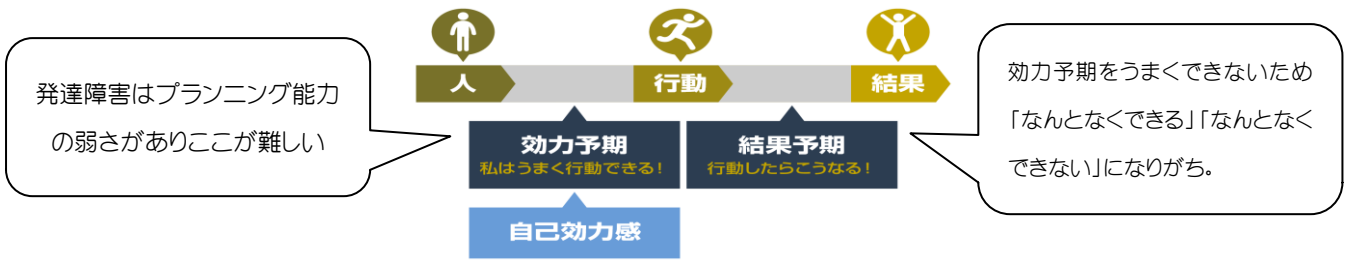 発達障害はプランニング能力
の弱さがありここが難しい
人
行動
結果
効力予期
私はうまく行動できる!
結果予期
行動したらこうなる!
自己効力感
効力予期をうまくできないため
「なんとなくできる」「なんとなく
できない」になりがち。